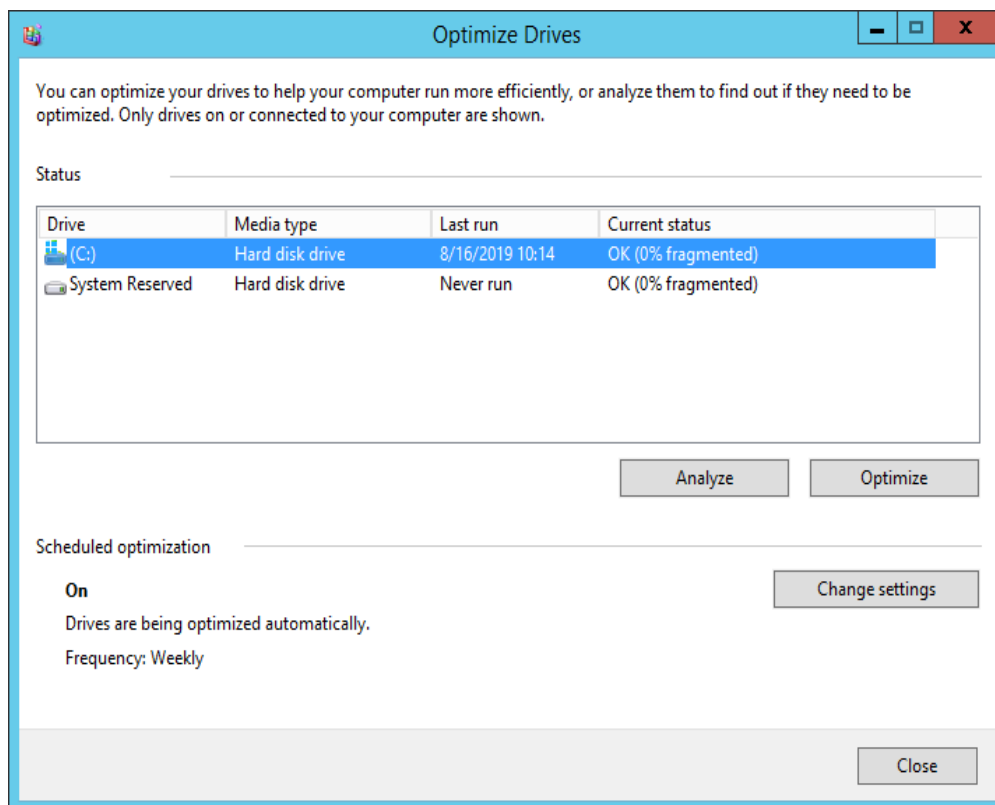 Optimize Drives
You can optimize your drives to help your computer run more efficiently, or analyze them to find out if they need to be
optimized. Only drives on or connected to your computer are shown.
Status
Drive Media type Last run Current status
(C:) Hard disk drive 8/16/2019 10:14 OK (0% fragmented)
System Reserved Hard disk drive Never run OK (0% fragmented)
Analyze Optimize
Scheduled optimization
On Change settings
Drives are being optimized automatically.
Frequency: Weekly
Close